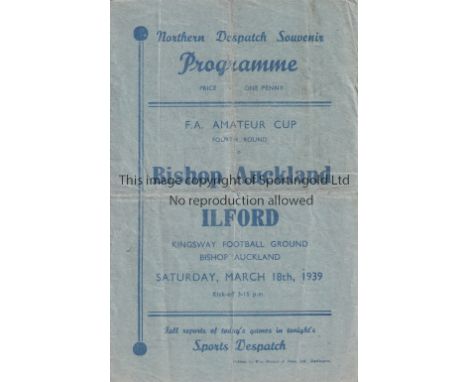 Northern Despatch Souvenir
Programme
PRICE ONE PENNY
F.A. AMATEUR CUP
FOURTH ROUND
Bishop Auckland
This image copyright of Sportingold Ltd
No reproduction allowed
ILFORD
KINGSWAY FOOTBALL GROUND
BISHOP AUCKLAND
SATURDAY, MARCH 18th, 1939
Kick-off 3-15 p.m.
Full reports of today's games in tonight's
Sports Despatch